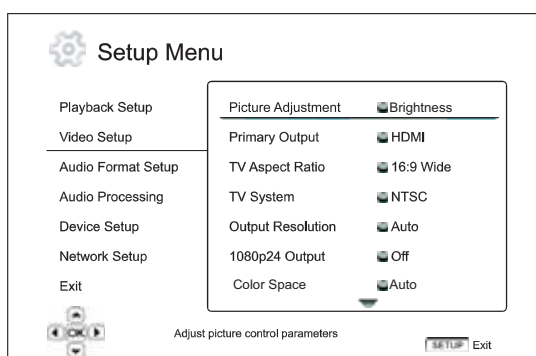 Setup Menu
Playback Setup
Video Setup
Audio Format Setup
Audio Processing
Device Setup
Network Setup
Exit
Picture Adjustment Brightness
Primary Output HDMI
TV Aspect Ratio 16:9 Wide
TV System NTSC
Output Resolution Auto
1080p24 Output Off
Color Space Auto
OK
Adjust picture control parameters
SETUP Exit